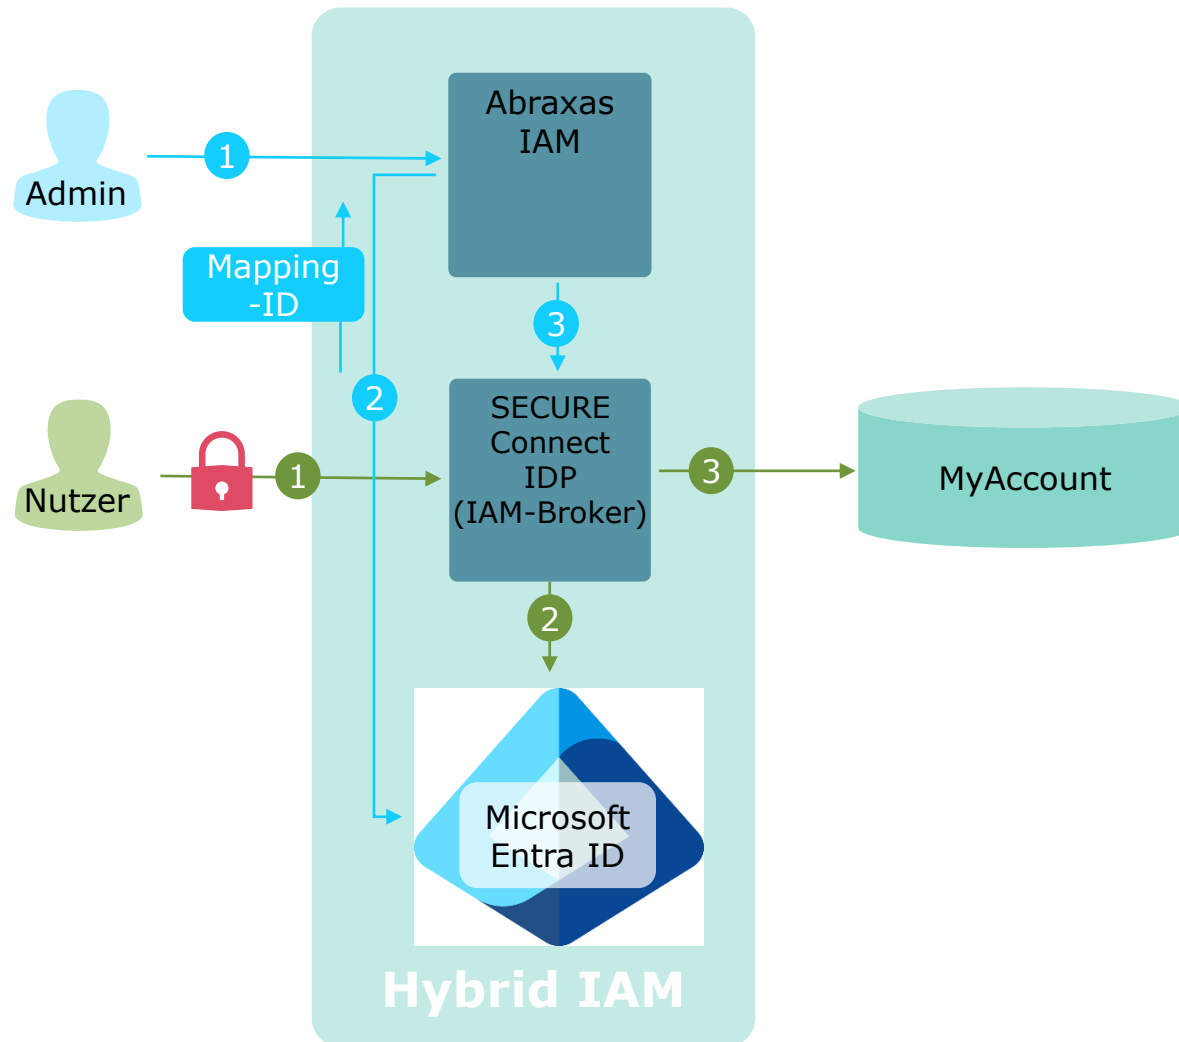 Abraxas
IAM
1
Admin
Mapping
-ID
3
2
SECURE
Connect
IDP
(IAM-Broker)
Nutzer
1
3
MyAccount
2
Microsoft
Entra ID
Hybrid IAM